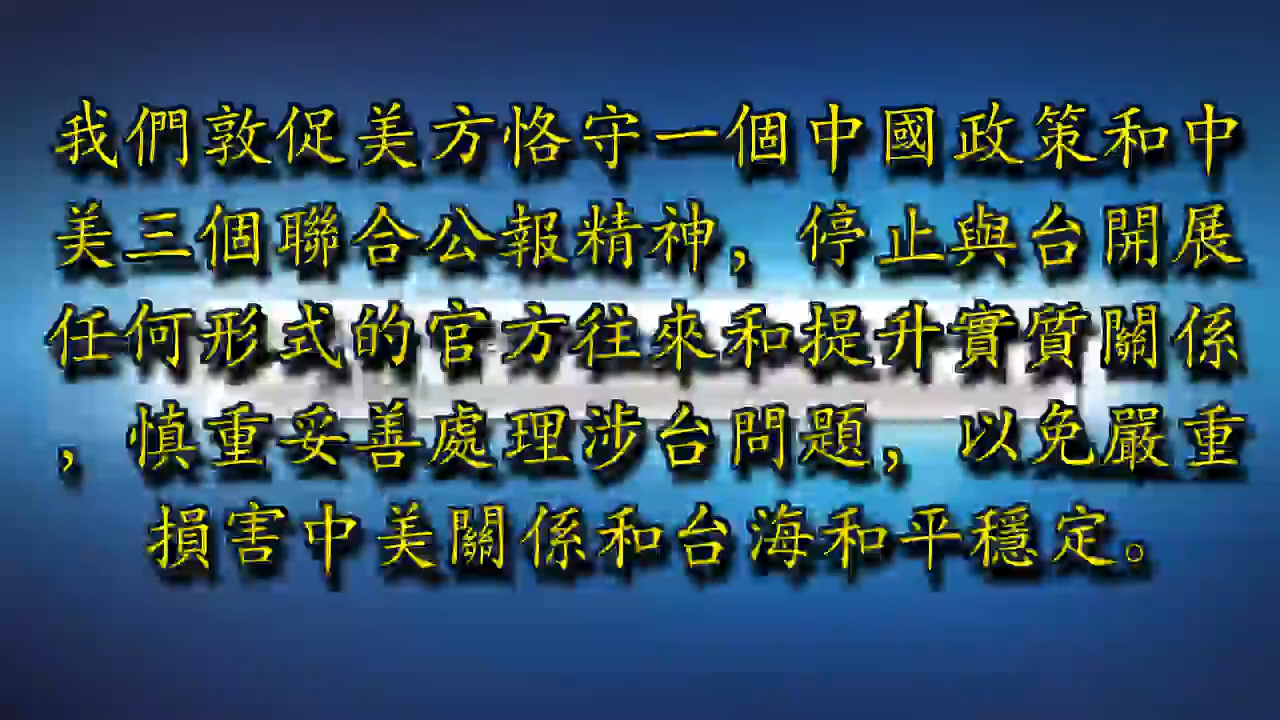 我們敦促美方恪守一個中國政策和中
美三個聯合公報精神，停止與台開展
任何形式的官方往來和提升實質關係
，慎重妥善處理涉台問題，以免嚴重
損害中美關係和台海和平穩定。